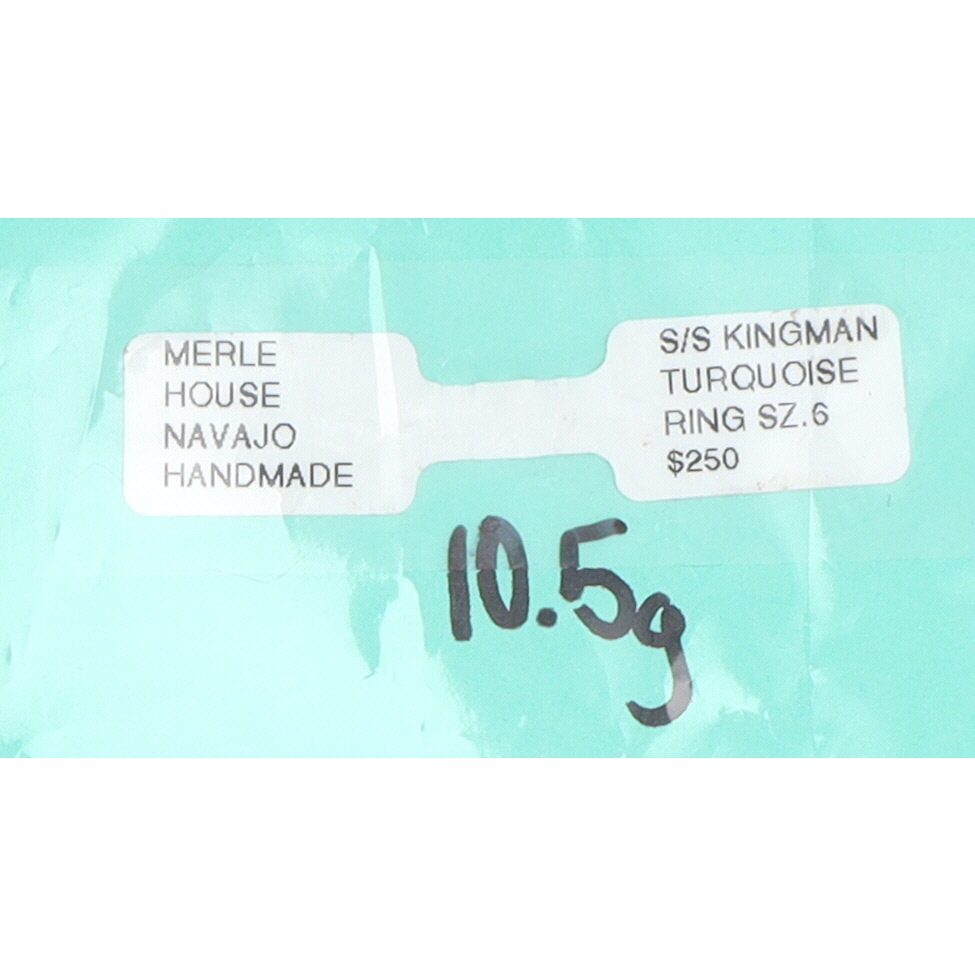 MERLE
HOUSE
NAVAJO
HANDMADE
S/S KINGMAN
TURQUOISE
RING SZ.6
$250
10.5g